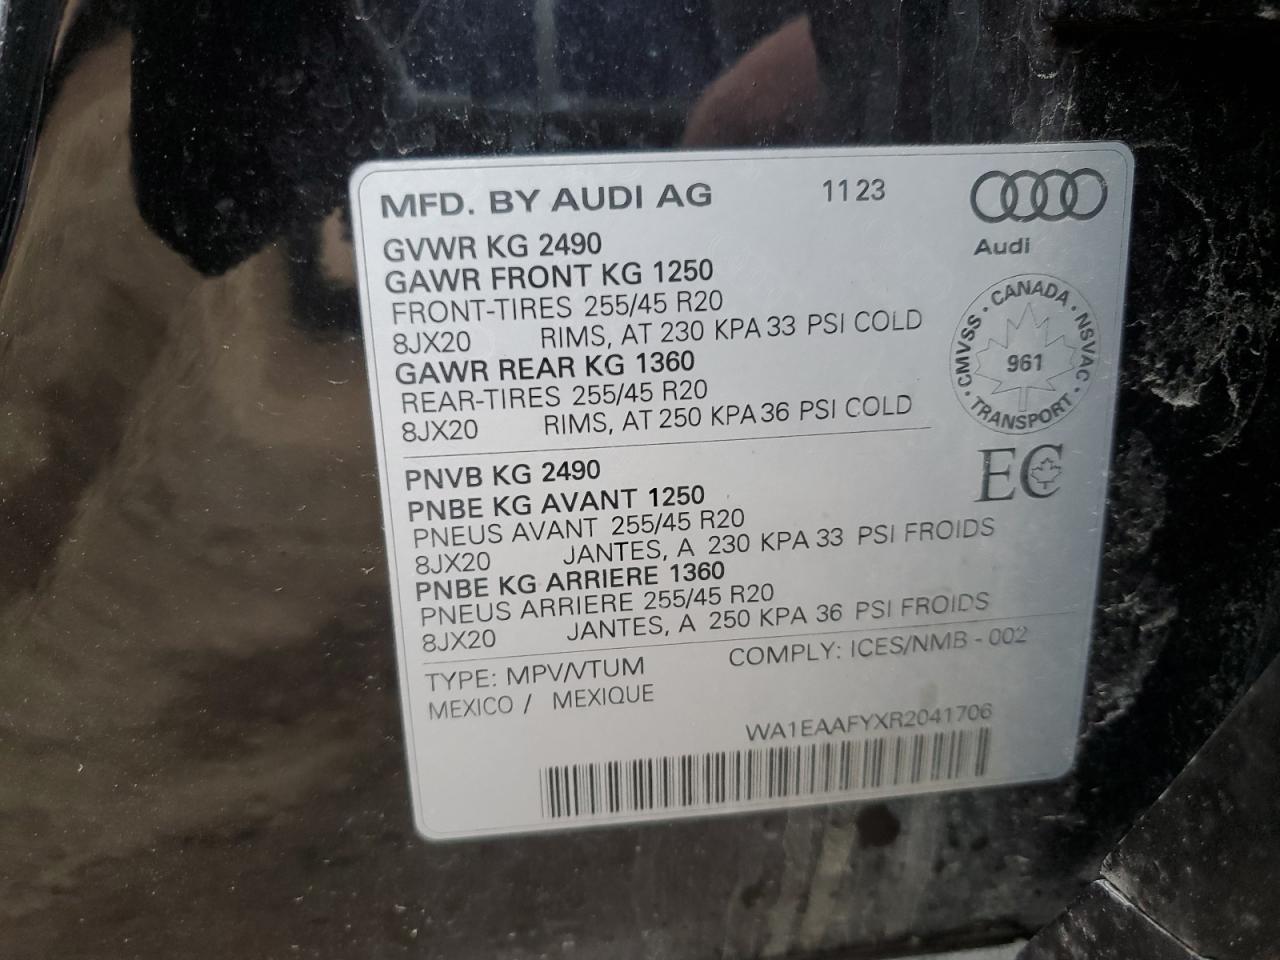 MFD. BY AUDI AG 11 23
Audi
GVWR KG 2490
GAWR FRONT KG 1250
FRONT-TIRES 255/45 R20
8JX20 RIMS, AT 230 KPA 33 PSI COLD
GAWR REAR KG 1360
REAR-TIRES 255/45 R20
8JX20 RIMS, AT 250 KPA 36 PSI COLD
CMVSS · CANADA · NSVAC · TRANSPORT ·
961
EC
PNVB KG 2490
PNBE KG AVANT 1250
PNEUS AVANT 255/45 R20
8JX20 JANTES, A 230 KPA 33 PSI FROIDS
PNBE KG ARRIERE 1360
PNEUS ARRIERE 255/45 R20
8JX20 JANTES, A 250 KPA 36 PSI FROIDS
TYPE: MPV/VTUM COMPLY: ICES/NMB - 002
MEXICO / MEXIQUE
WA1EAAFYXR2041706